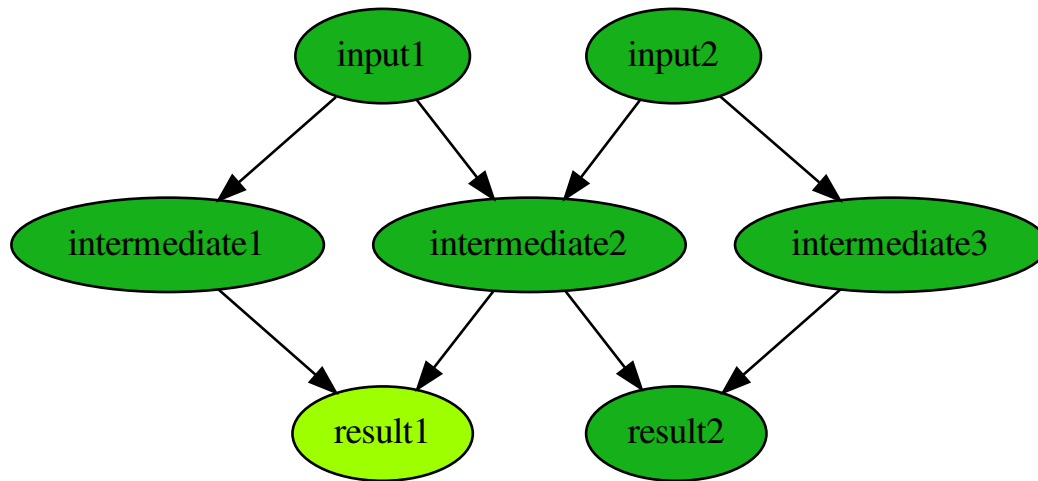 input1
input2
intermediate1
intermediate2
intermediate3
result1
result2